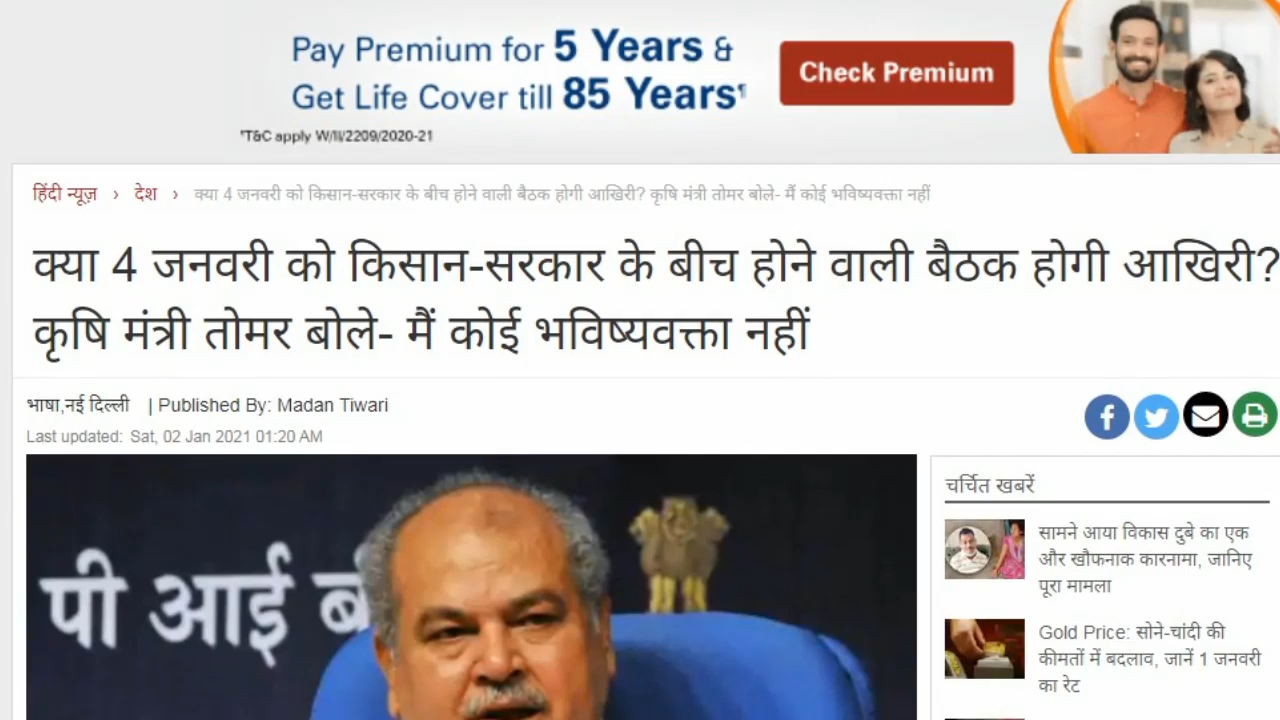 Pay Premium for 5 Years &
Get Life Cover till 85 Years¶
Check Premium
¶T&C apply W/II/2209/2020-21
हिंदी न्यूज़ › देश › क्या 4 जनवरी को किसान-सरकार के बीच होने वाली बैठक होगी आखिरी? कृषि मंत्री तोमर बोले- मैं कोई भविष्यवक्ता नहीं
क्या 4 जनवरी को किसान-सरकार के बीच होने वाली बैठक होगी आखिरी?
कृषि मंत्री तोमर बोले- मैं कोई भविष्यवक्ता नहीं
भाषा,नई दिल्ली | Published By: Madan Tiwari
Last updated: Sat, 02 Jan 2021 01:20 AM
पी आई ब
चर्चित खबरें
सामने आया विकास दुबे का एक
और खौफनाक कारनामा, जानिए
पूरा मामला
Gold Price: सोने-चांदी की
कीमतों में बदलाव, जानें 1 जनवरी
का रेट